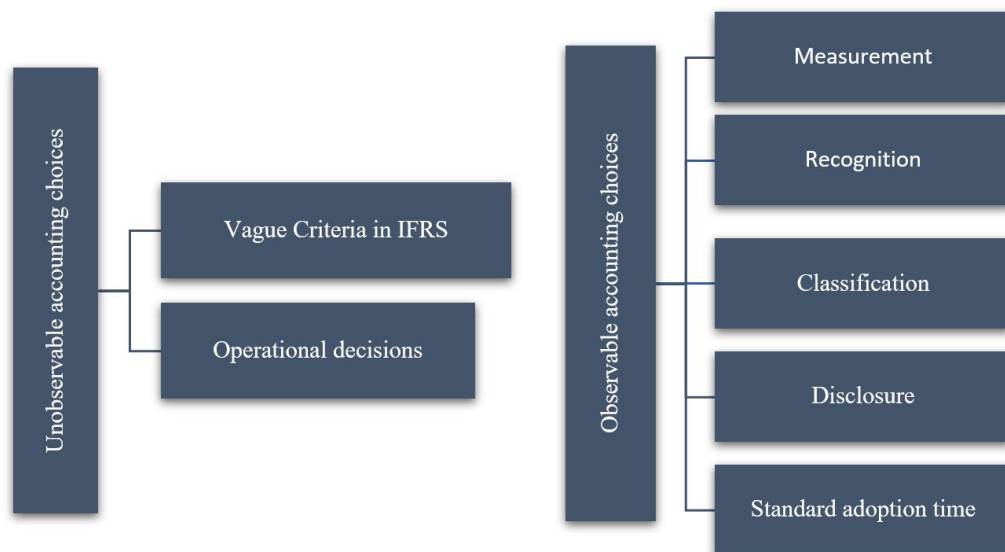 Unobservable accounting choices
Vague Criteria in IFRS
Operational decisions
Observable accounting choices
Measurement
Recognition
Classification
Disclosure
Standard adoption time